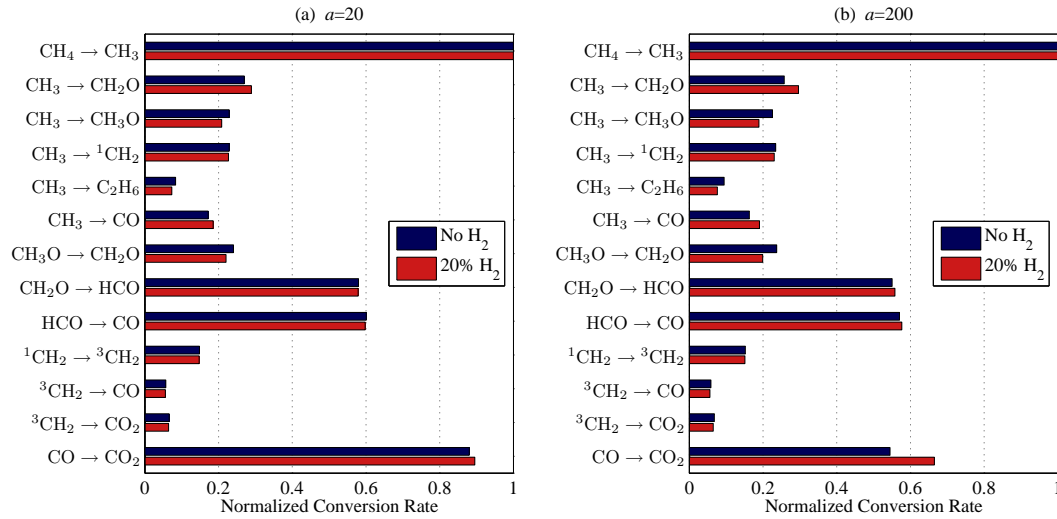 (a) a=20
CH₄ → CH₃
CH₃ → CH₂O
CH₃ → CH₃O
CH₃ → ¹CH₂
CH₃ → C₂H₆
CH₃ → CO
CH₃O → CH₂O
CH₂O → HCO
HCO → CO
¹CH₂ → ³CH₂
³CH₂ → CO
³CH₂ → CO₂
CO → CO₂
No H₂
20% H₂
0 0.2 0.4 0.6 0.8 1
Normalized Conversion Rate
(b) a=200
CH₄ → CH₃
CH₃ → CH₂O
CH₃ → CH₃O
CH₃ → ¹CH₂
CH₃ → C₂H₆
CH₃ → CO
CH₃O → CH₂O
CH₂O → HCO
HCO → CO
¹CH₂ → ³CH₂
³CH₂ → CO
³CH₂ → CO₂
CO → CO₂
No H₂
20% H₂
0 0.2 0.4 0.6 0.8 1
Normalized Conversion Rate